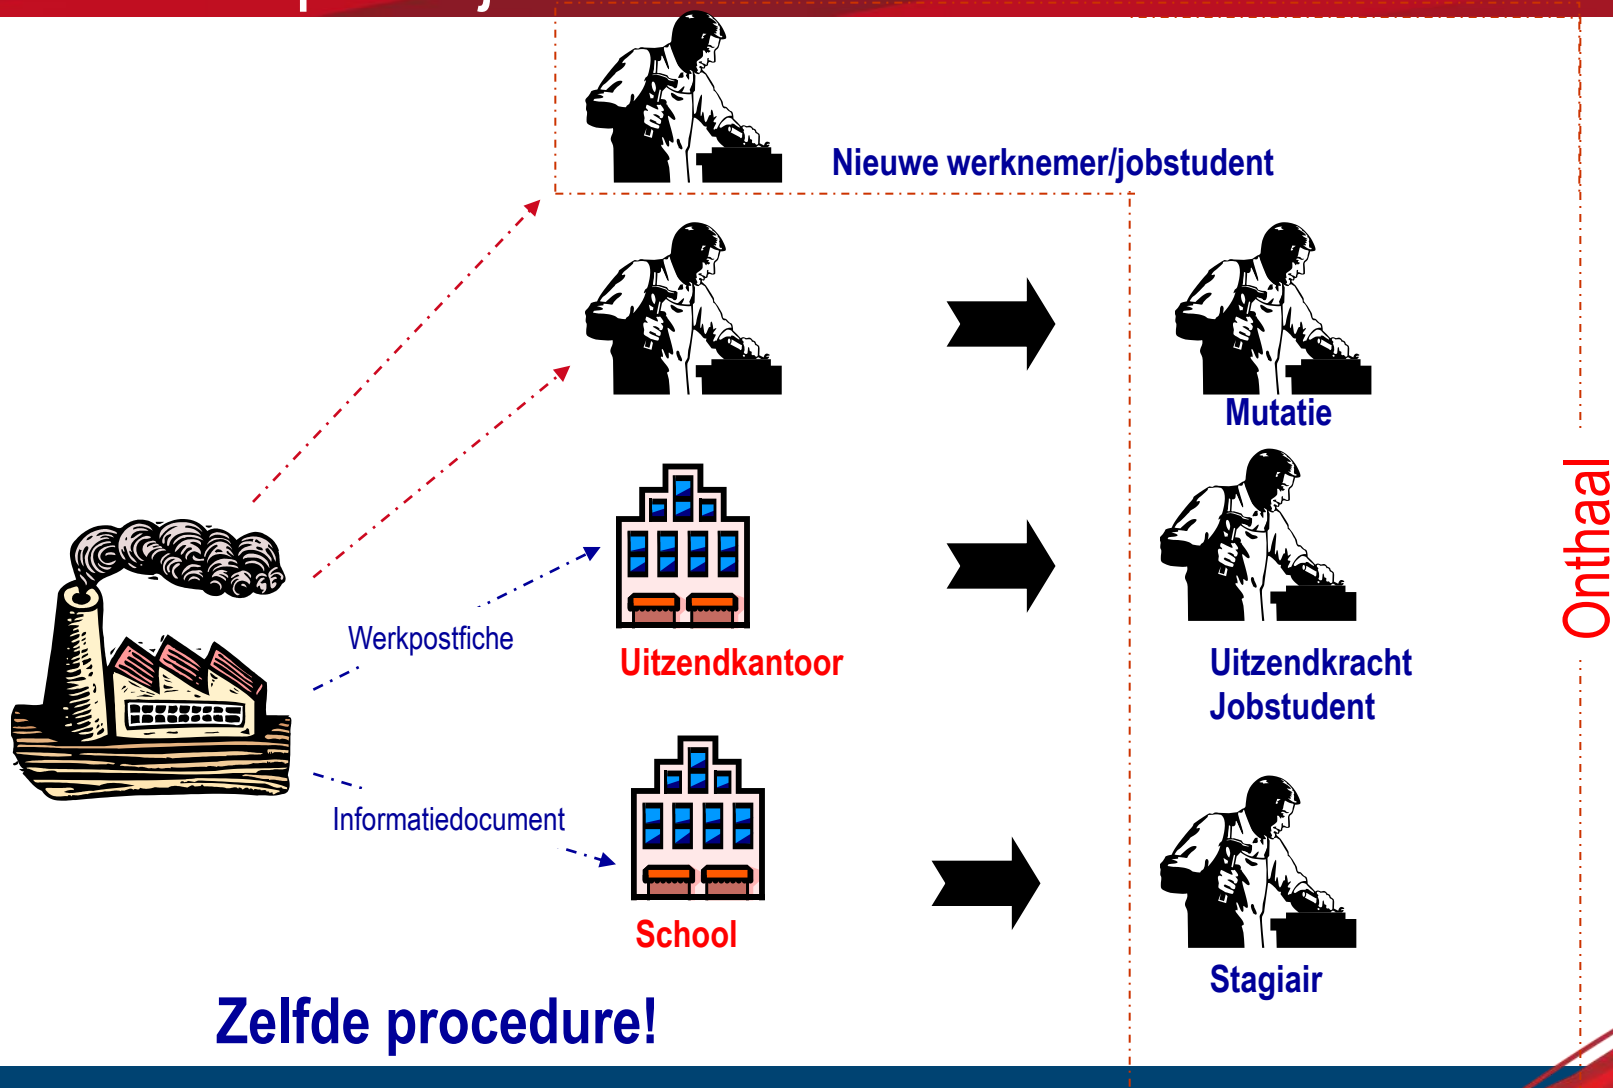 Nieuwe werknemer/jobstudent
Mutatie
Werkpostfiche
Uitzendkantoor
Uitzendkracht
Jobstudent
Informatiedocument
School
Stagiair
Onthaal
Zelfde procedure!